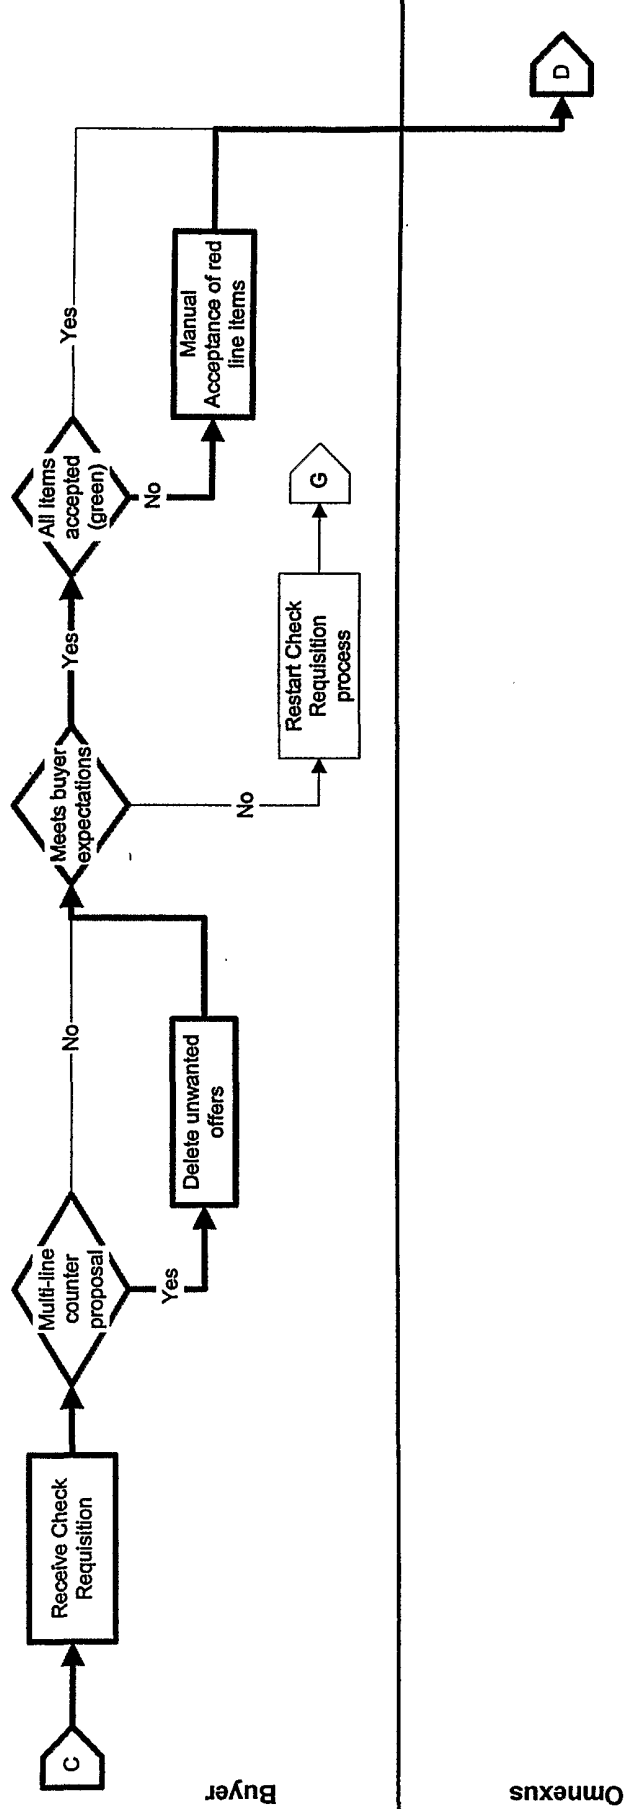 C
Receive Check
Requisition
Multi-line
counter
proposal
No
Yes
Delete unwanted
offers
Meets buyer
expectations
Yes
No
Restart Check
Requisition
process
G
All items
accepted
(green)
Yes
No
Manual
Acceptance of red
line items
D
Buyer
Omnexus